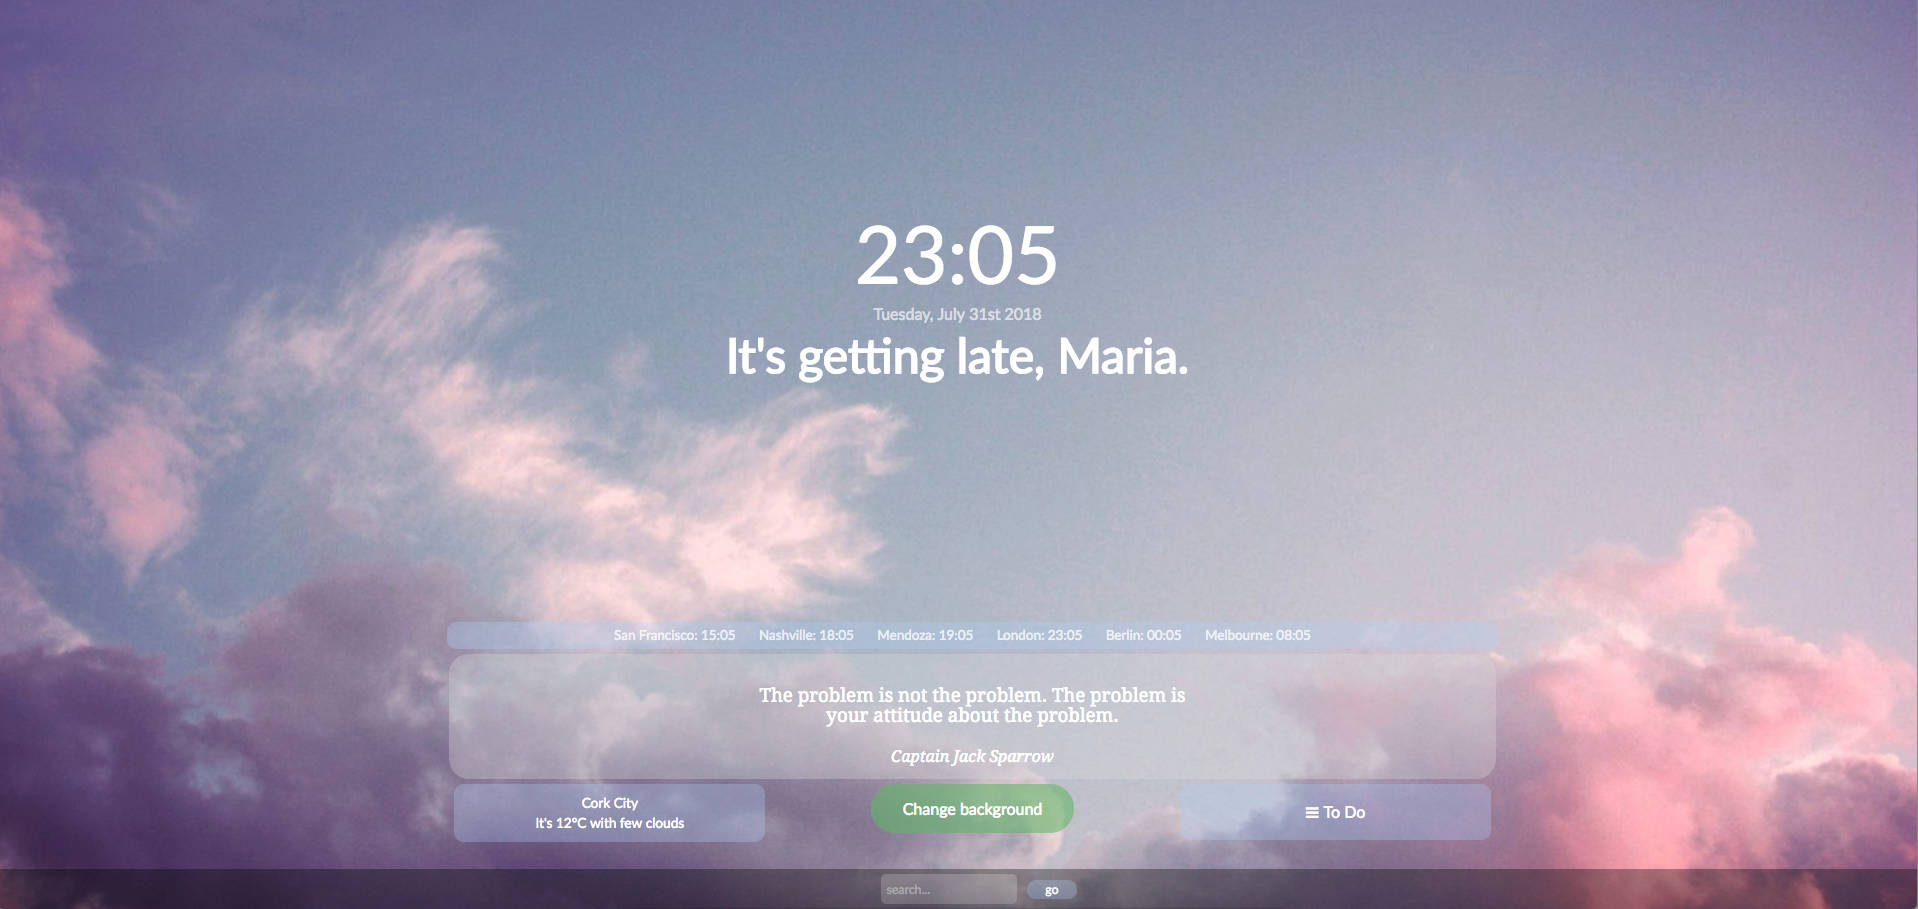 23:05
Tuesday, July 31st 2018
It's getting late, Maria.
San Francisco: 15:05 Nashville: 18:05 Mendoza: 19:05 London: 23:05 Berlin: 00:05 Melbourne: 08:05
The problem is not the problem. The problem is
your attitude about the problem.
Captain Jack Sparrow
Cork City
It's 12°C with few clouds
Change background
☰ To Do
search...
go